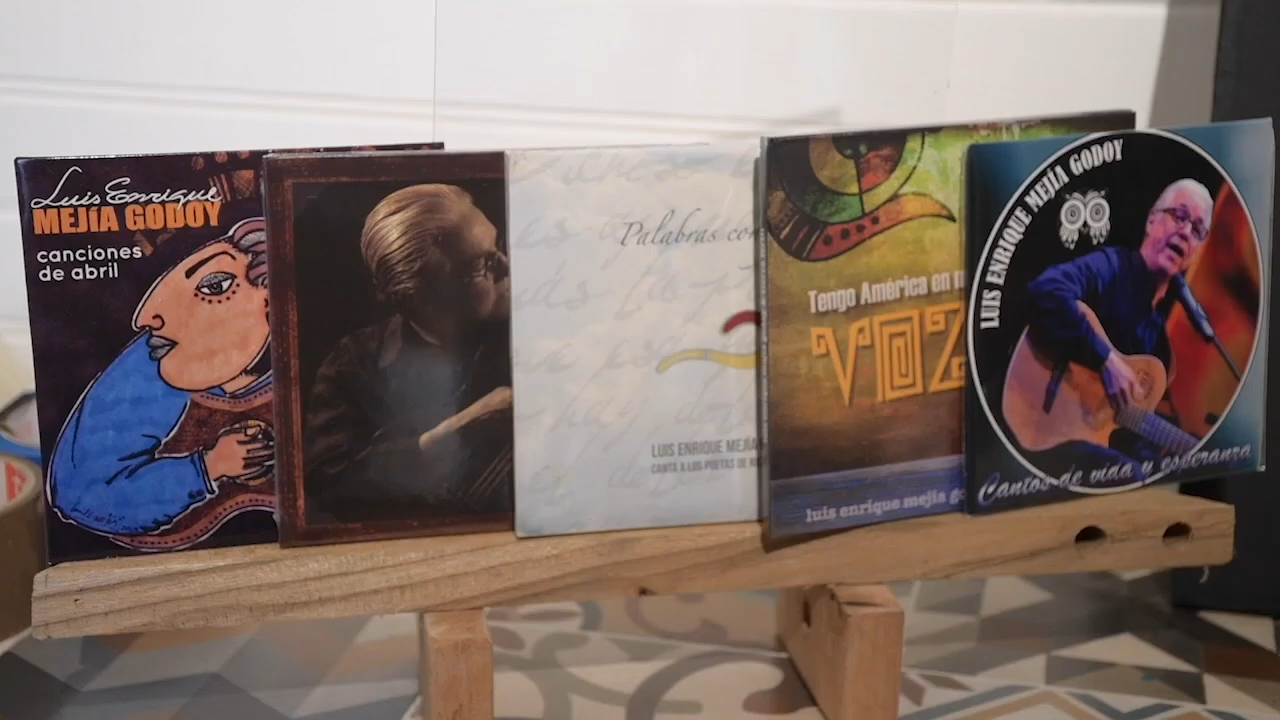 Luis Enrique
MEJÍA GODOY
canciones
de abril
Palabras con
LUIS ENRIQUE MEJÍA
CANTA A LOS POETAS DE
Tengo América en
VOZ
luis enrique mejía go
LUIS ENRIQUE MEJÍA GODOY
Cantos de vida y esperanza